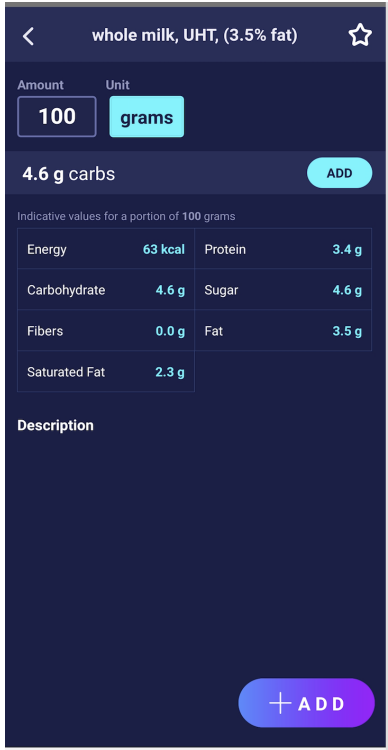 whole milk, UHT, (3.5% fat)
Amount Unit
100 grams
4.6 g carbs ADD
Indicative values for a portion of 100 grams
Energy 63 kcal Protein 3.4 g
Carbohydrate 4.6 g Sugar 4.6 g
Fibers 0.0 g Fat 3.5 g
Saturated Fat 2.3 g
Description
+ ADD